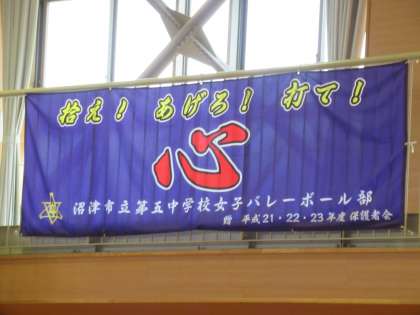 拾え！ あげろ！ 打て！
心
沼津市立第五中学校女子バレーボール部
贈 平成21・22・23年度 保護者会